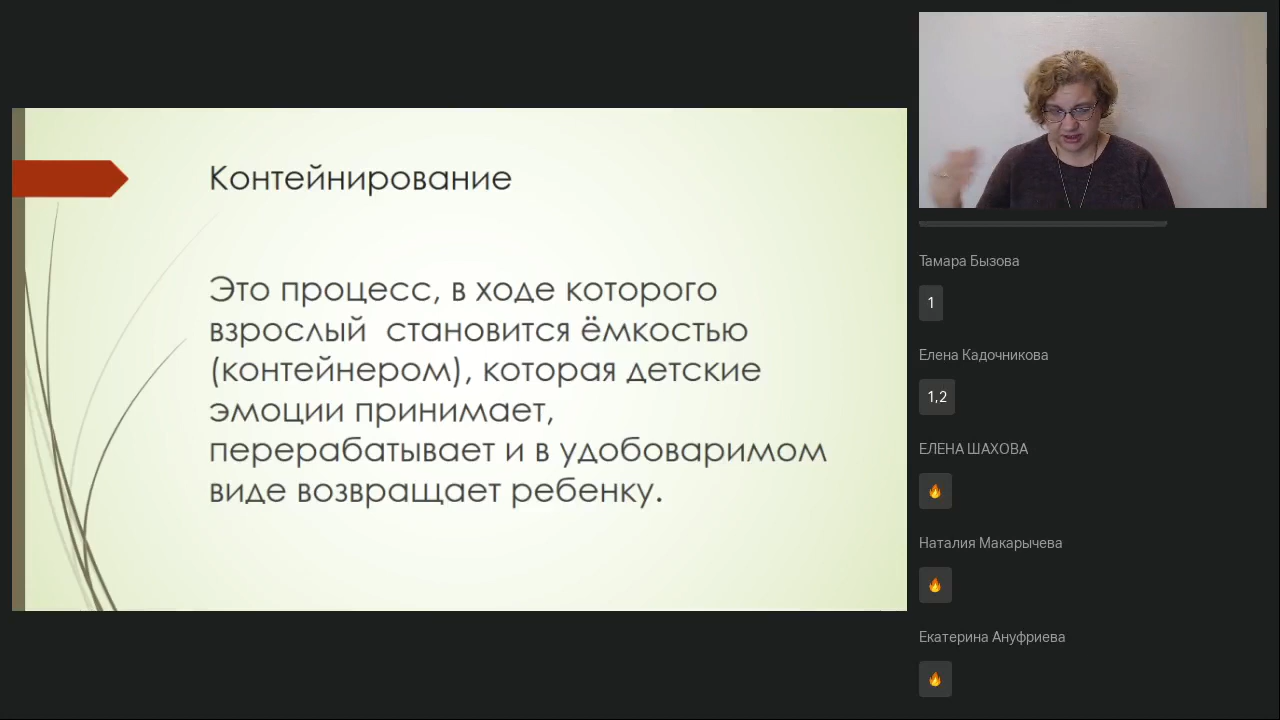 Контейнирование
Это процесс, в ходе которого
взрослый становится ёмкостью
(контейнером), которая детские
эмоции принимает,
перерабатывает и в удобоваримом
виде возвращает ребенку.
Тамара Бызова
1
Елена Кадочникова
1,2
ЕЛЕНА ШАХОВА
🔥
Наталия Макарычева
🔥
Екатерина Ануфриева
🔥